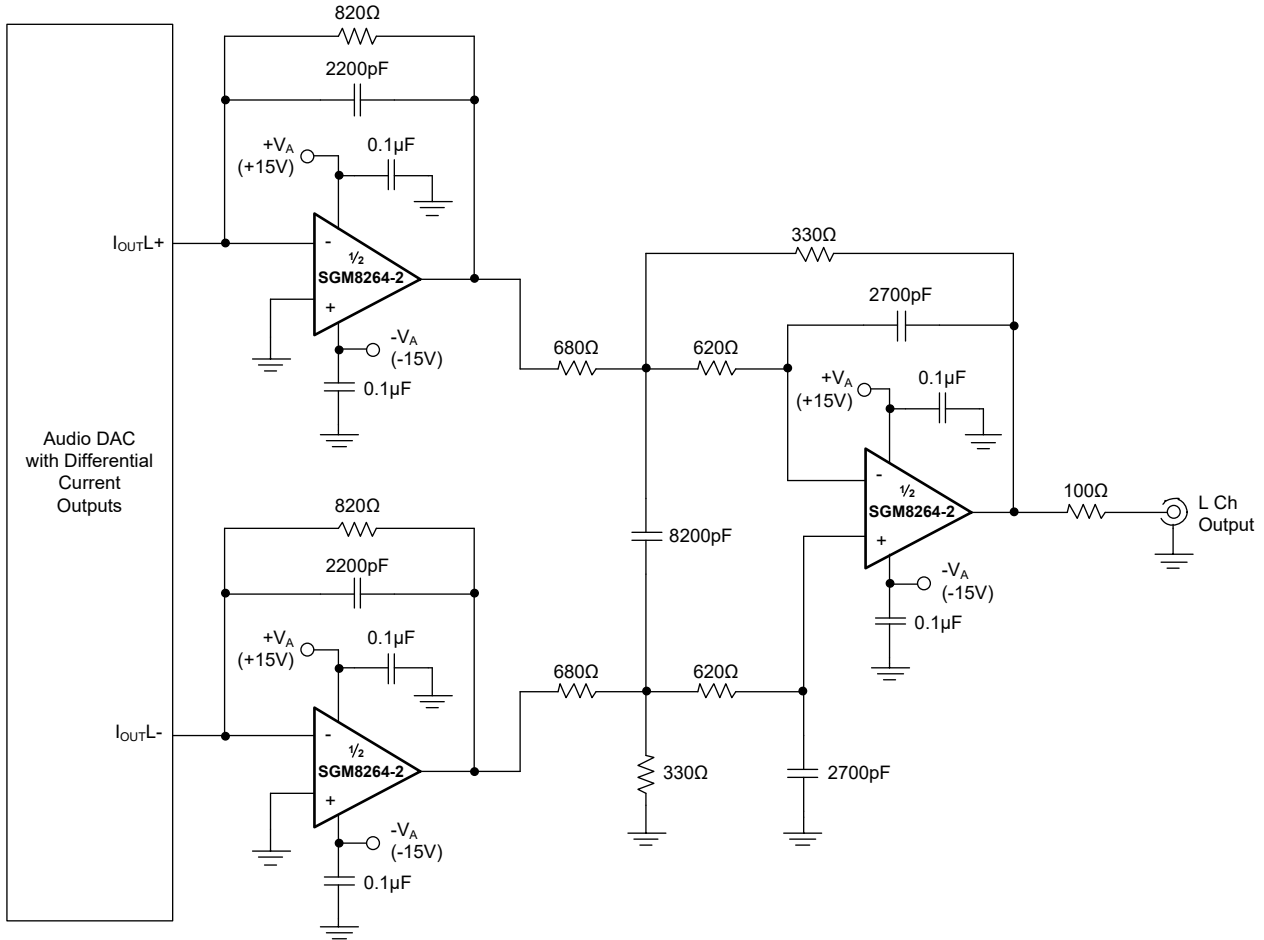 820Ω
2200pF
+VA
(+15V)
0.1μF
IOUTL+
-
½
SGM8264-2
+
-VA
(-15V)
0.1μF
330Ω
2700pF
680Ω
620Ω
+VA
(+15V)
0.1μF
Audio DAC
with Differential
Current
Outputs
-
½
SGM8264-2
+
100Ω
L Ch
Output
-VA
(-15V)
0.1μF
820Ω
2200pF
8200pF
+VA
(+15V)
0.1μF
680Ω
620Ω
IOUTL-
-
½
SGM8264-2
+
330Ω
2700pF
-VA
(-15V)
0.1μF